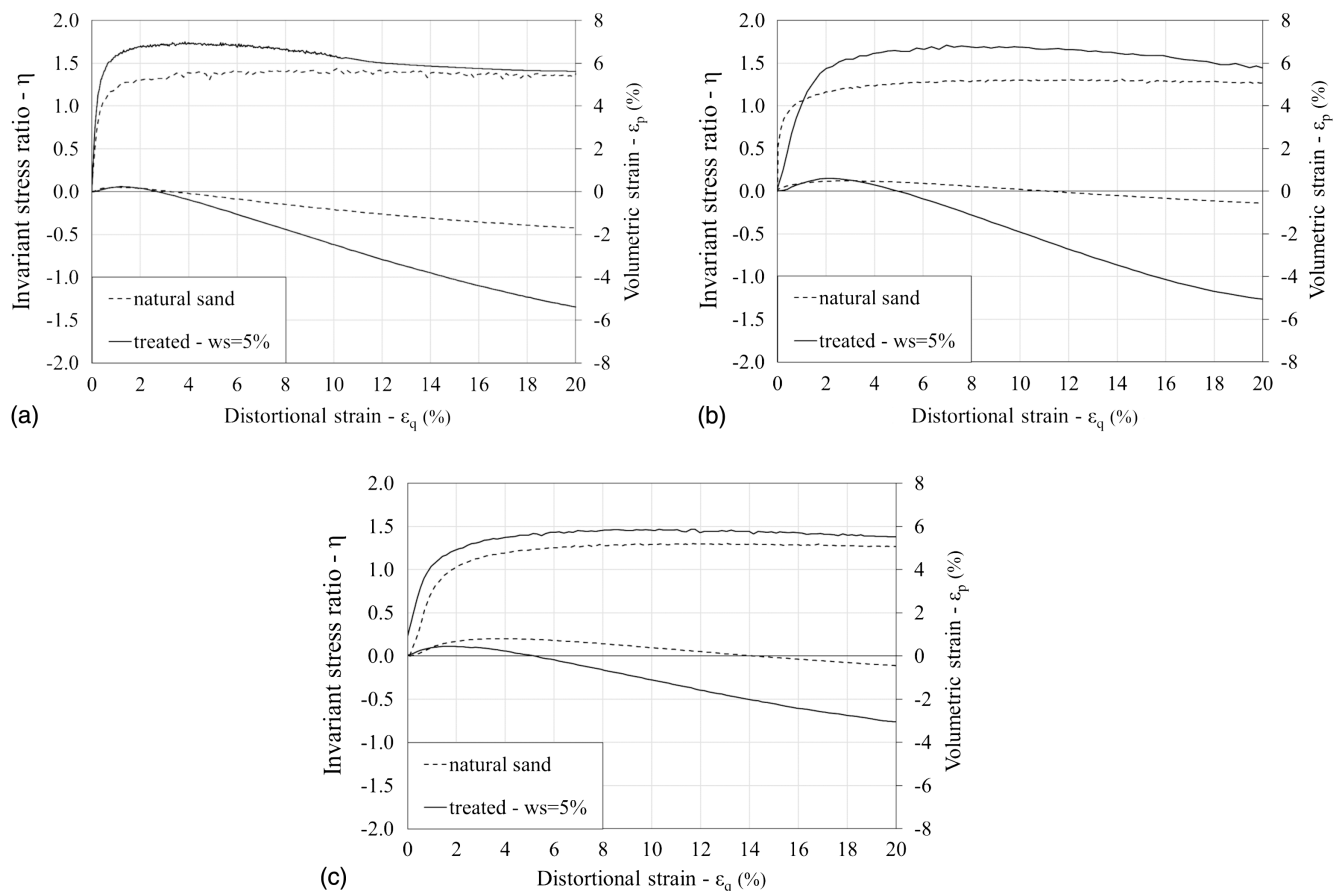 2.0
1.5
1.0
0.5
0.0
-0.5
-1.0
-1.5
-2.0
Invariant stress ratio - η
8
6
4
2
0
-2
-4
-6
-8
Volumetric strain - εp (%)
natural sand
treated - ws=5%
0 2 4 6 8 10 12 14 16 18 20
Distortional strain - εq (%)
(a)
2.0
1.5
1.0
0.5
0.0
-0.5
-1.0
-1.5
-2.0
Invariant stress ratio - η
8
6
4
2
0
-2
-4
-6
-8
Volumetric strain - εp (%)
natural sand
treated - ws=5%
0 2 4 6 8 10 12 14 16 18 20
Distortional strain - εq (%)
(b)
2.0
1.5
1.0
0.5
0.0
-0.5
-1.0
-1.5
-2.0
Invariant stress ratio - η
8
6
4
2
0
-2
-4
-6
-8
Volumetric strain - εp (%)
natural sand
treated - ws=5%
0 2 4 6 8 10 12 14 16 18 20
Distortional strain - εq (%)
(c)